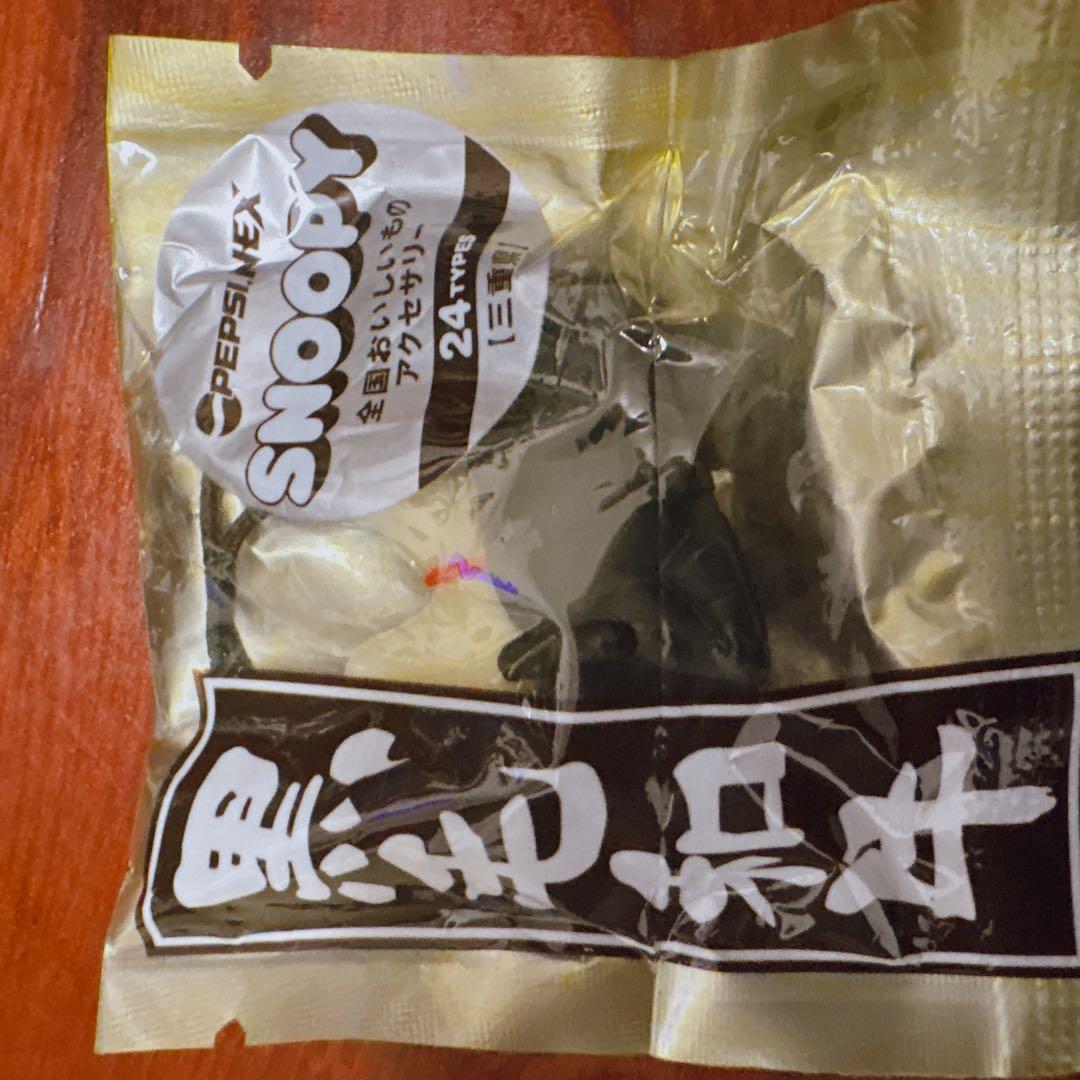 PEPSI NEX
SNOOPY
全国おいしいもの
アクセサリー
24 TYPES
[三重県]
黒毛和牛